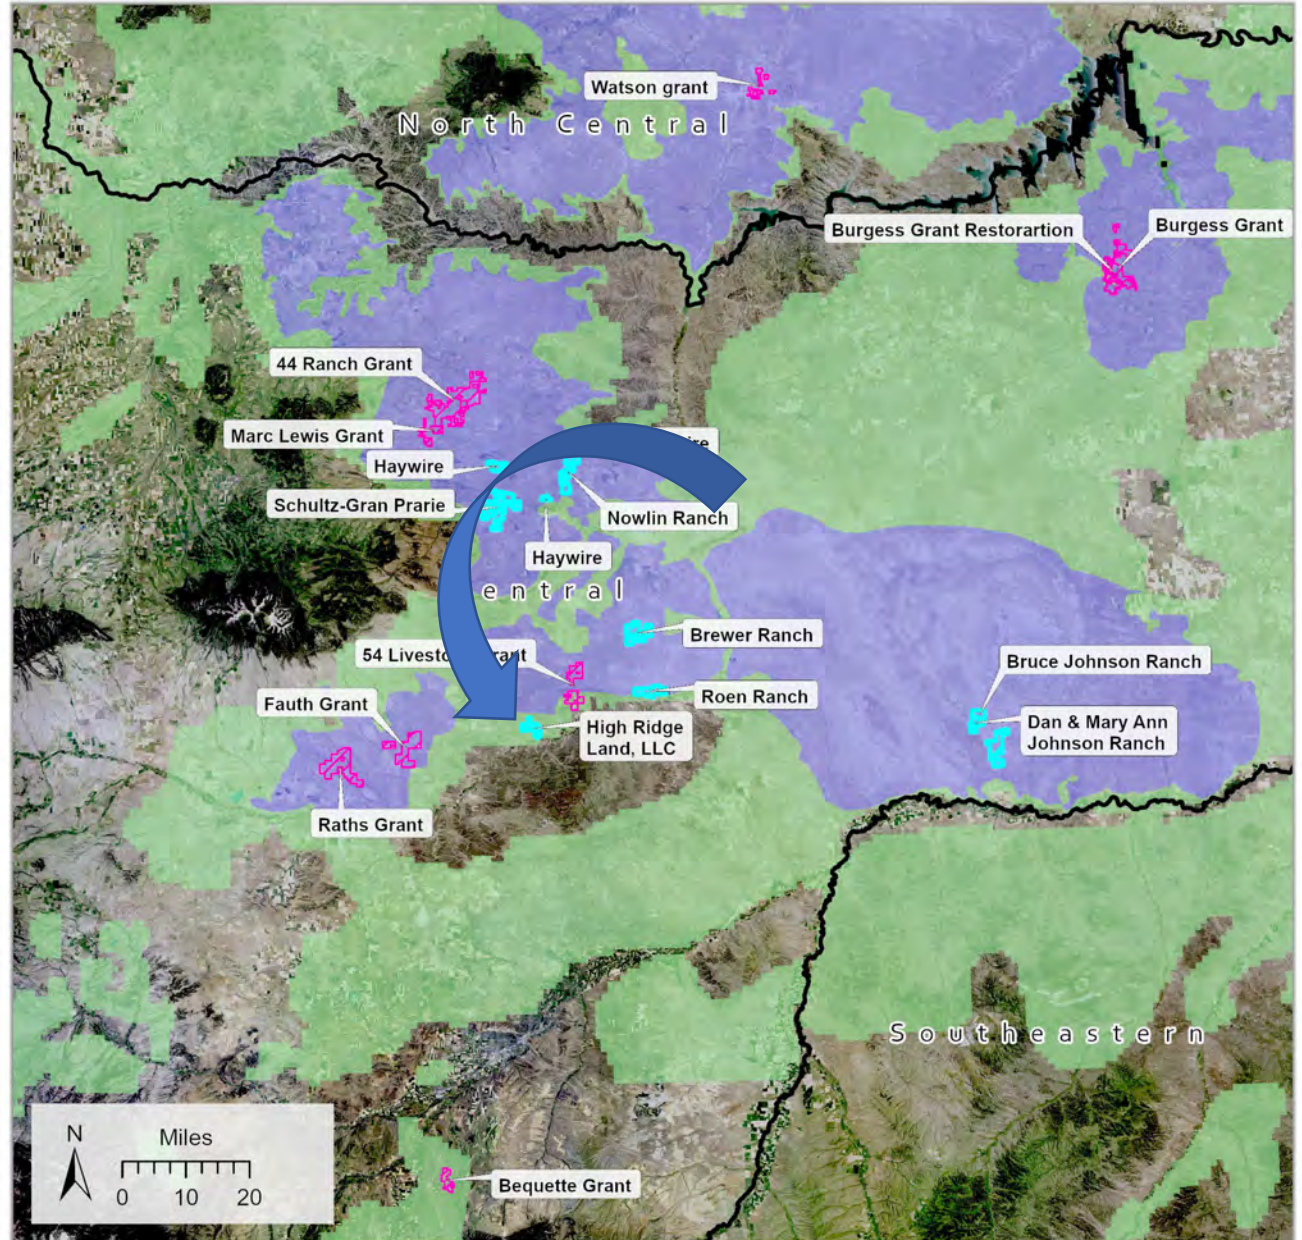 Watson grant
North Central
Burgess Grant Restorartion
Burgess Grant
44 Ranch Grant
Marc Lewis Grant
Haywire
Schultz-Gran Prarie
Nowlin Ranch
Haywire
entral
Brewer Ranch
54
Bruce Johnson Ranch
Roen Ranch
Fauth Grant
Dan & Mary Ann
Johnson Ranch
High Ridge
Land, LLC
Raths Grant
Southeastern
N
Miles
0 10 20
Bequette Grant